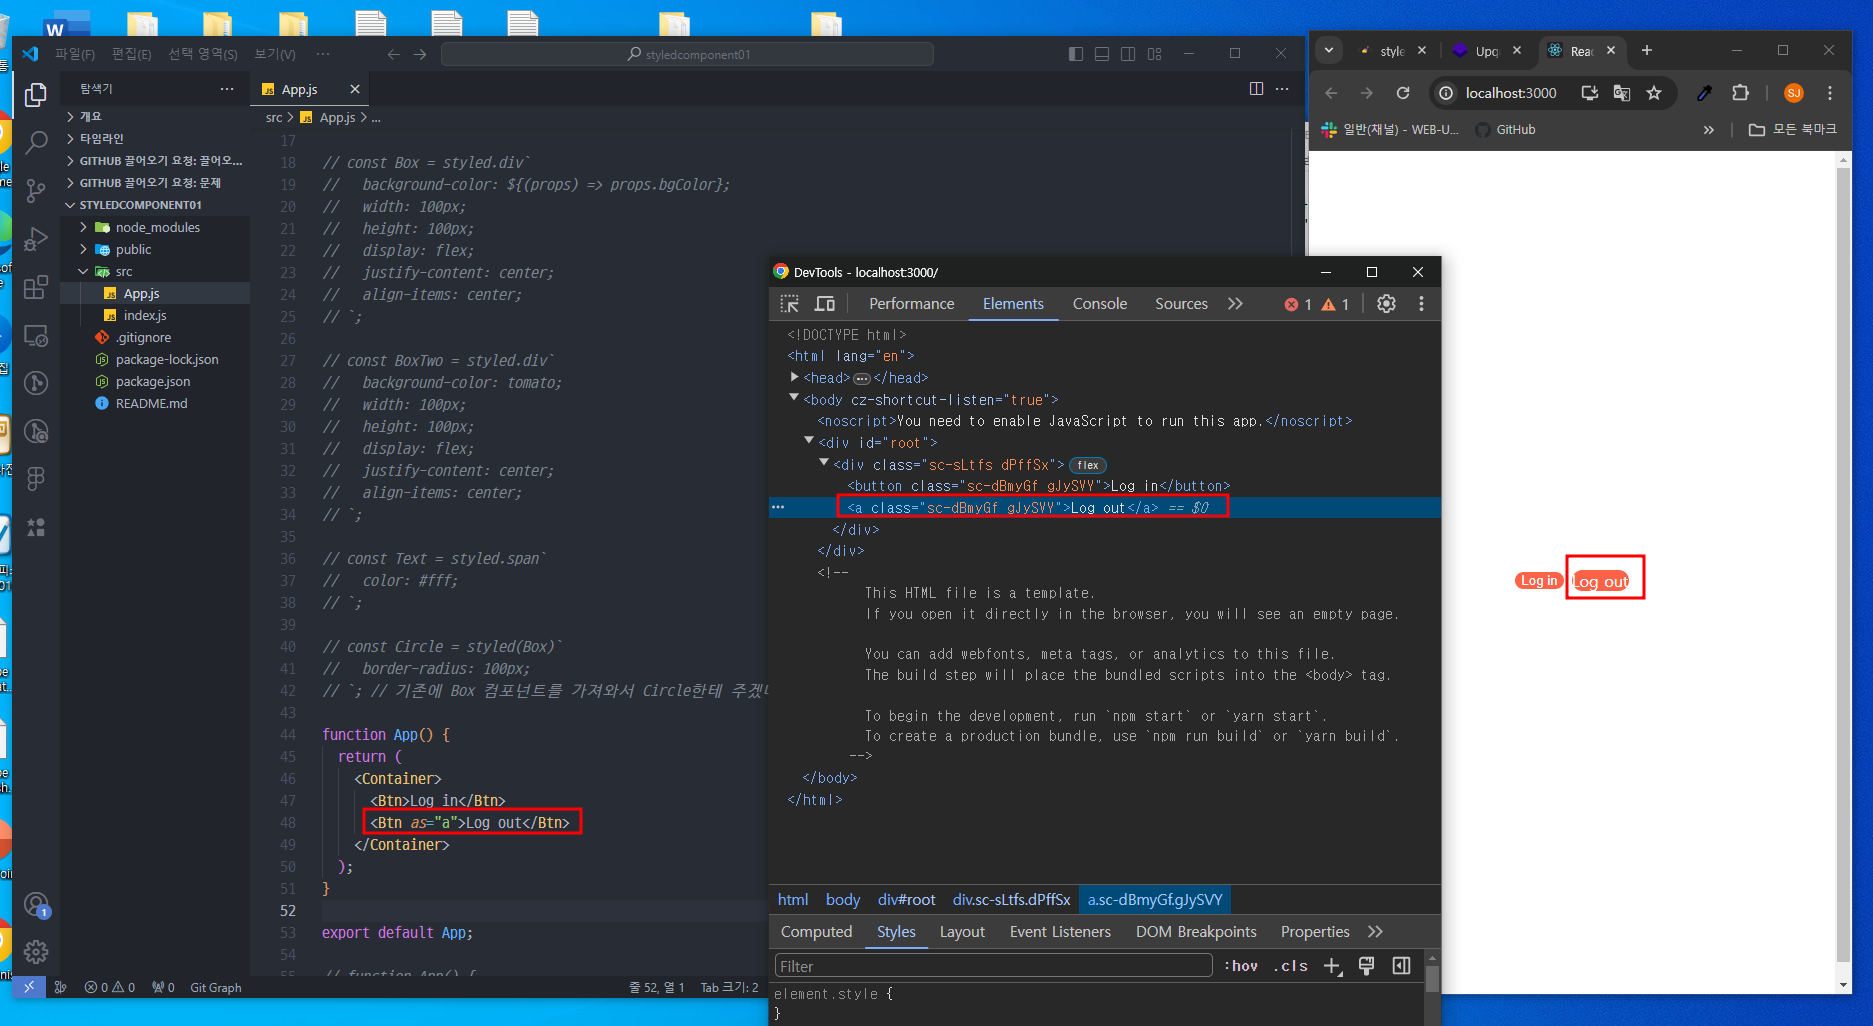 파일(F) 편집(E) 선택 영역(S) 보기(V) ···
styledcomponent01
탐색기 ···
개요
타임라인
GITHUB 끌어오기 요청: 끌어오...
GITHUB 끌어오기 요청: 문제
STYLEDCOMPONENT01
node_modules
public
src
App.js
index.js
.gitignore
package-lock.json
package.json
README.md
App.js
src > App.js > ...
17
18 // const Box = styled.div`
19 //   background-color: ${(props) => props.bgColor};
20 //   width: 100px;
21 //   height: 100px;
22 //   display: flex;
23 //   justify-content: center;
24 //   align-items: center;
25 // `;
26
27 // const BoxTwo = styled.div`
28 //   background-color: tomato;
29 //   width: 100px;
30 //   height: 100px;
31 //   display: flex;
32 //   justify-content: center;
33 //   align-items: center;
34 // `;
35
36 // const Text = styled.span`
37 //   color: #fff;
38 // `;
39
40 // const Circle = styled(Box)`
41 //   border-radius: 100px;
42 // `; // 기존에 Box 컴포넌트를 가져와서 Circle한테 주겠
43
44 function App() {
45   return (
46     <Container>
47       <Btn>Log in</Btn>
48       <Btn as="a">Log out</Btn>
49     </Container>
50   );
51 }
52
53 export default App;
54
55 // function App() {
1
0 0 0 Git Graph
줄 52, 열 1 Tab 크기: 2
style Upq Rea
localhost:3000
SJ
일반(채널) - WEB-U...
GitHub
모든 북마크
Log in
Log out
DevTools - localhost:3000/
Performance Elements Console Sources 1 1
<!DOCTYPE html>
<html lang="en">
<head>···</head>
<body cz-shortcut-listen="true">
<noscript>You need to enable JavaScript to run this app.</noscript>
<div id="root">
<div class="sc-sLtfs dPffSx"> flex
<button class="sc-dBmyGf gJySVY">Log in</button>
<a class="sc-dBmyGf gJySVY">Log out</a> == $0
</div>
</div>
<!--
This HTML file is a template.
If you open it directly in the browser, you will see an empty page.
You can add webfonts, meta tags, or analytics to this file.
The build step will place the bundled scripts into the <body> tag.
To begin the development, run `npm start` or `yarn start`.
To create a production bundle, use `npm run build` or `yarn build`.
-->
</body>
</html>
html body div#root div.sc-sLtfs.dPffSx a.sc-dBmyGf.gJySVY
Computed Styles Layout Event Listeners DOM Breakpoints Properties
Filter :hov .cls
element.style {
}